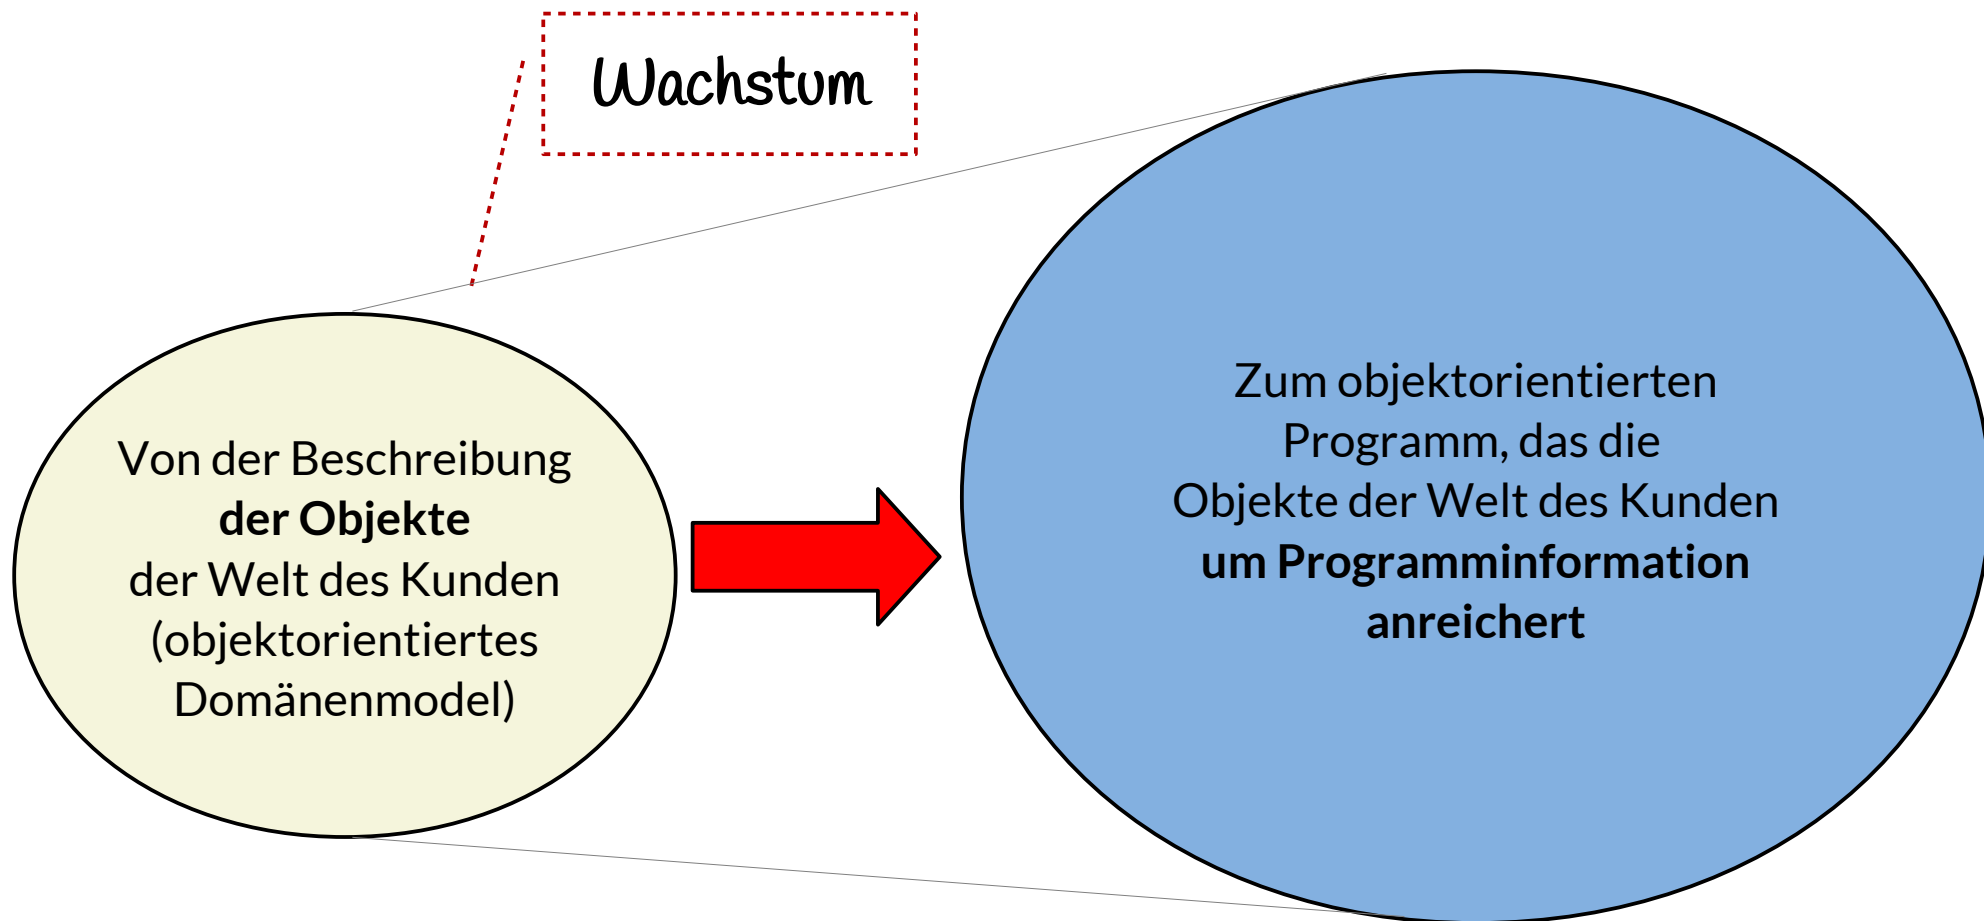 Wachstum
Von der Beschreibung
der Objekte
der Welt des Kunden
(objektorientiertes
Domänenmodel)
Zum objektorientierten
Programm, das die
Objekte der Welt des Kunden
um Programminformation
anreichert